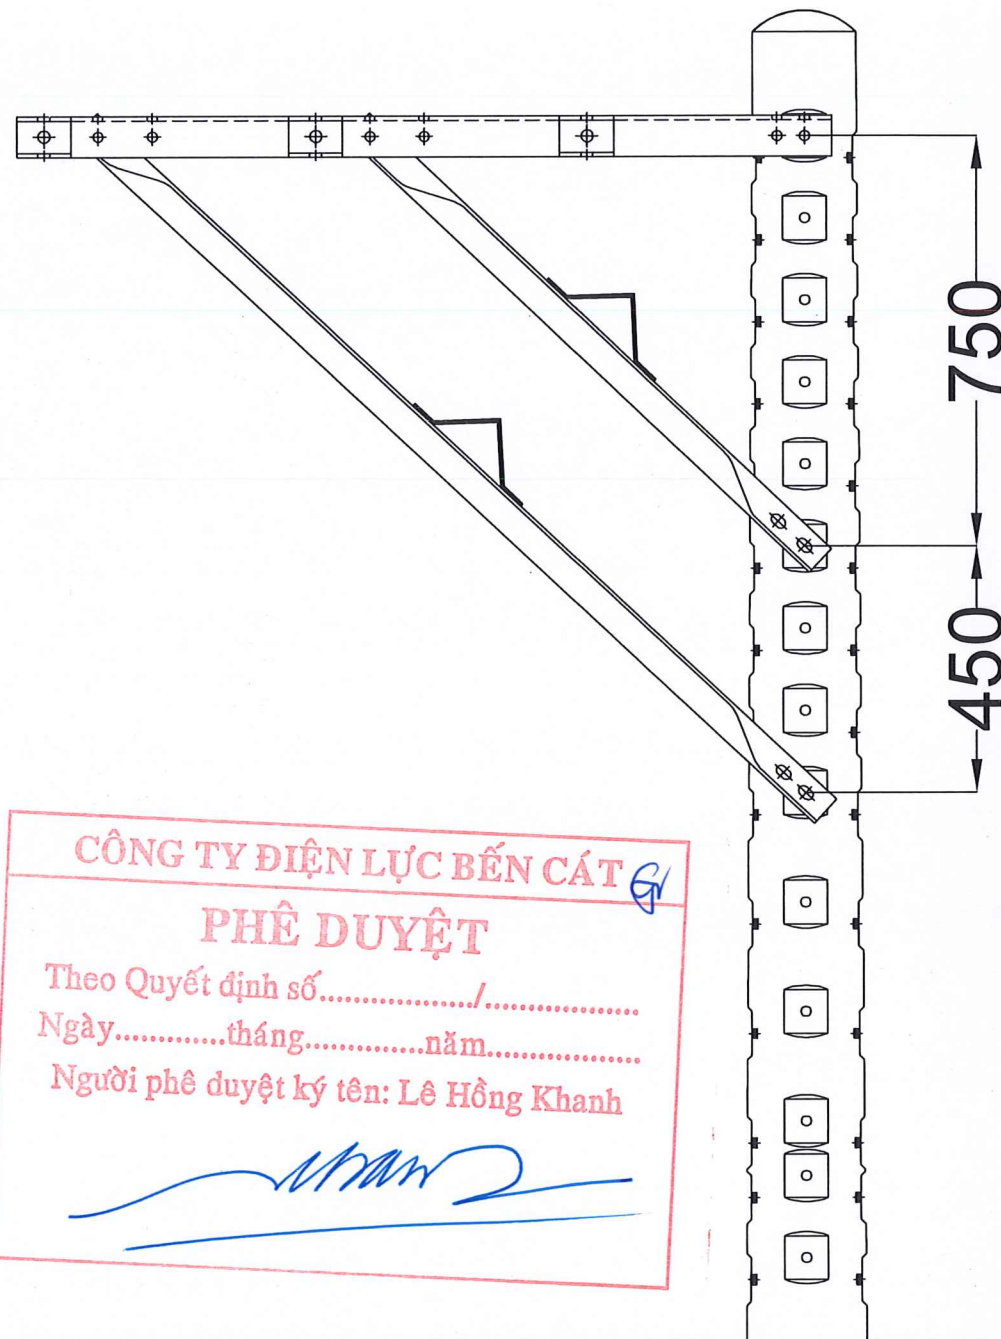 750
450
CÔNG TY ĐIỆN LỰC BẾN CÁT
PHÊ DUYỆT
Theo Quyết định số................./.................
Ngày............tháng.............năm.................
Người phê duyệt ký tên: Lê Hồng Khanh